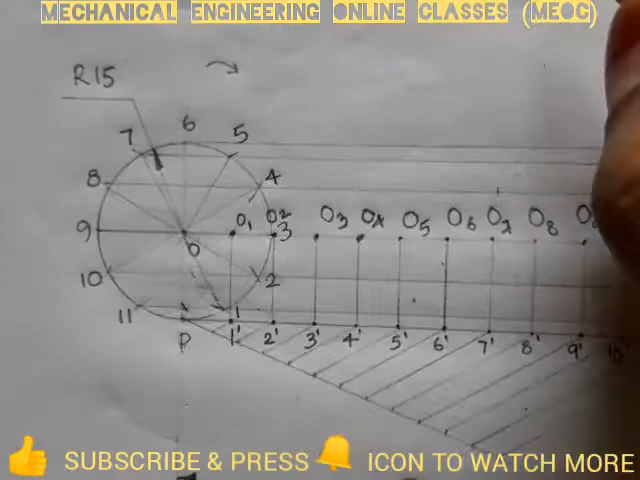 MECHANICAL ENGINEERING ONLINE CLASSES (MEOC)
R15
7 6 5
8 4
9 O O1 O2 3 O3 O4 O5 O6 O7 O8
10 2
11 1
P 1' 2' 3' 4' 5' 6' 7' 8' 9' 10'
SUBSCRIBE & PRESS ICON TO WATCH MORE